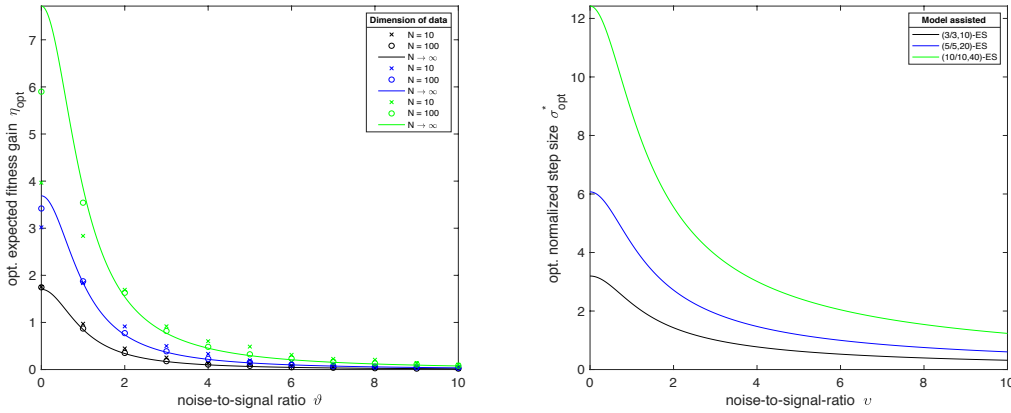 opt. expected fitness gain ηopt
7
6
5
4
3
2
1
0
0 2 4 6 8 10
noise-to-signal ratio ϑ
Dimension of data
N = 10
N = 100
N → ∞
N = 10
N = 100
N → ∞
N = 10
N = 100
N → ∞
opt. normalized step size σ*opt
12
10
8
6
4
2
0
0 2 4 6 8 10
noise-to-signal-ratio υ
Model assisted
(3/3,10)-ES
(5/5,20)-ES
(10/10,40)-ES